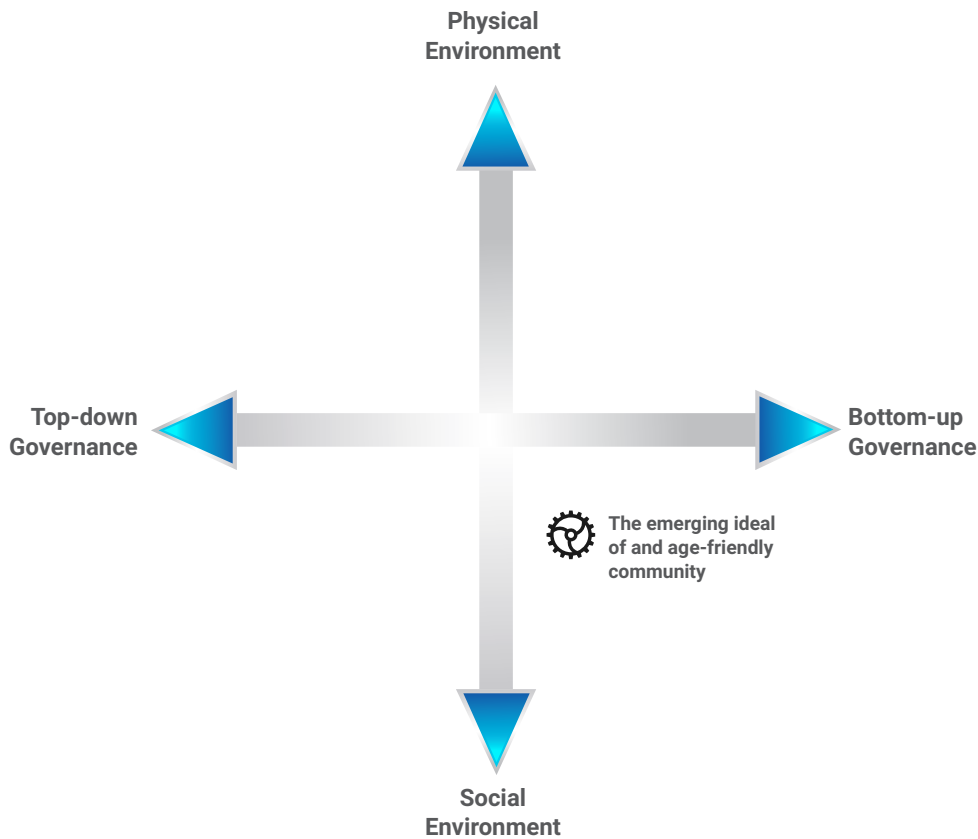 Physical
Environment
Top-down
Governance
Bottom-up
Governance
The emerging ideal
of and age-friendly
community
Social
Environment